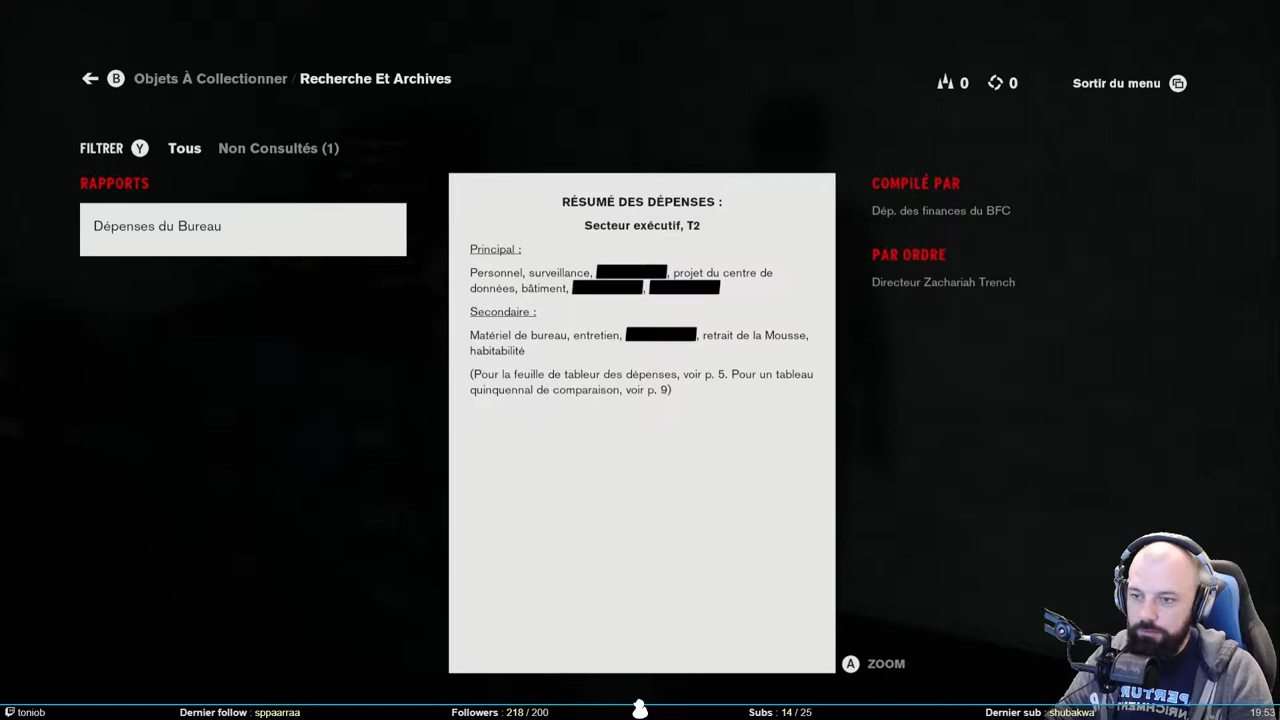 B Objets À Collectionner / Recherche Et Archives
0 0 Sortir du menu
FILTRER Y Tous Non Consultés (1)
RAPPORTS
Dépenses du Bureau
RÉSUMÉ DES DÉPENSES :
Secteur exécutif, T2
Principal :
Personnel, surveillance, , projet du centre de
données, bâtiment, ,
Secondaire :
Matériel de bureau, entretien, , retrait de la Mousse,
habitabilité
(Pour la feuille de tableur des dépenses, voir p. 5. Pour un tableau
quinquennal de comparaison, voir p. 9)
COMPILÉ PAR
Dép. des finances du BFC
PAR ORDRE
Directeur Zachariah Trench
A ZOOM
toniob Dernier follow : sppaarraa Followers : 218 / 200 Subs : 14 / 25 Dernier sub : shubakwa 19:53